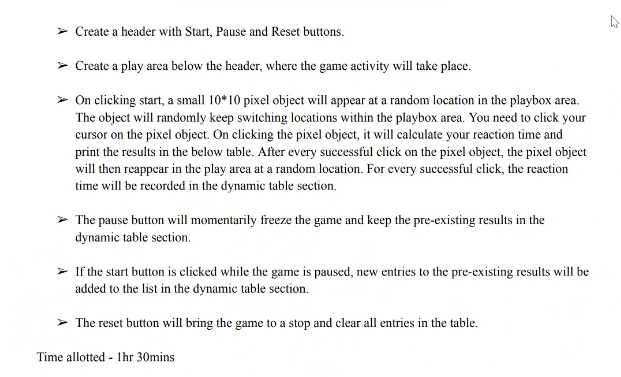 ➢ Create a header with Start, Pause and Reset buttons.
➢ Create a play area below the header, where the game activity will take place.
➢ On clicking start, a small 10*10 pixel object will appear at a random location in the playbox area.
The object will randomly keep switching locations within the playbox area. You need to click your
cursor on the pixel object. On clicking the pixel object, it will calculate your reaction time and
print the results in the below table. After every successful click on the pixel object, the pixel object
will then reappear in the play area at a random location. For every successful click, the reaction
time will be recorded in the dynamic table section.
➢ The pause button will momentarily freeze the game and keep the pre-existing results in the
dynamic table section.
➢ If the start button is clicked while the game is paused, new entries to the pre-existing results will be
added to the list in the dynamic table section.
➢ The reset button will bring the game to a stop and clear all entries in the table.
Time allotted - 1hr 30mins